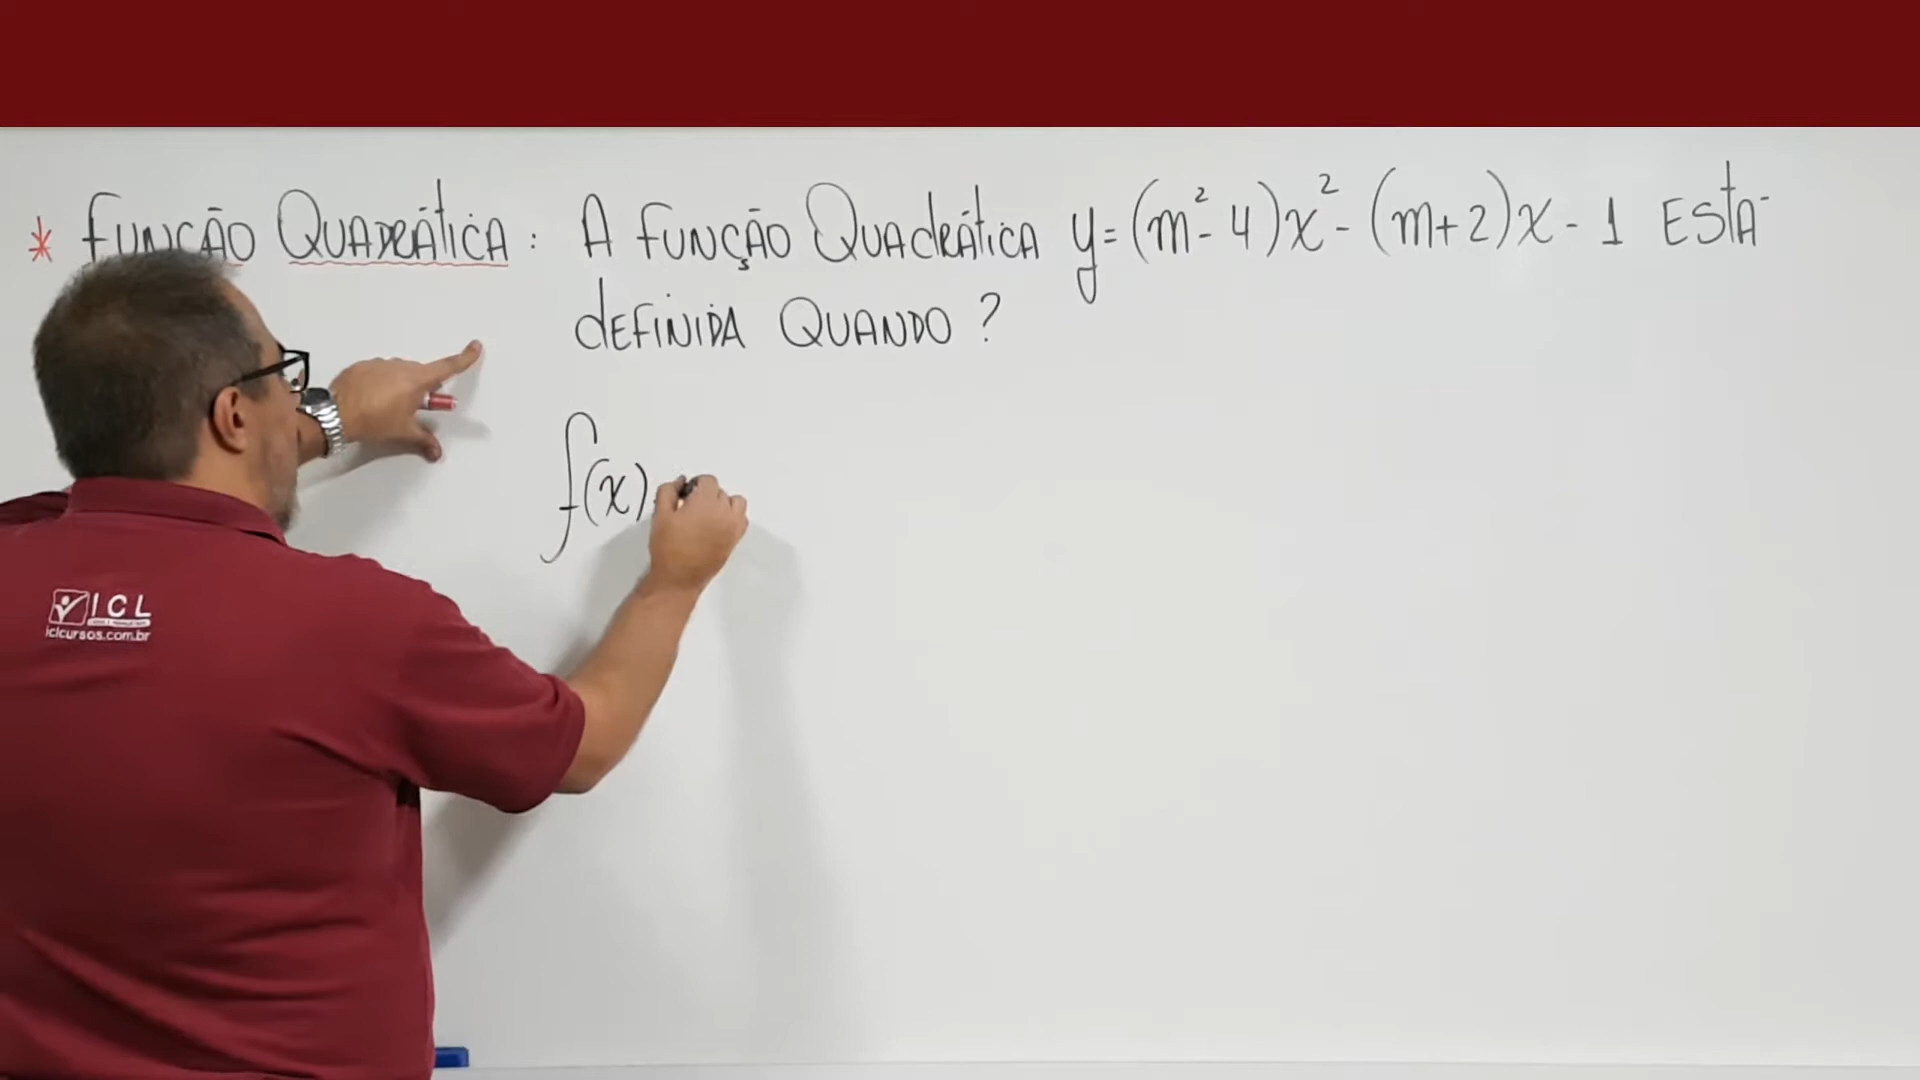 * FUNÇÃO QUADRÁTICA: A FUNÇÃO QUADRÁTICA y=(m²-4)x²-(m+2)x-1 ESTÁ
DEFINIDA QUANDO?
f(x)
ICL
iclcursos.com.br